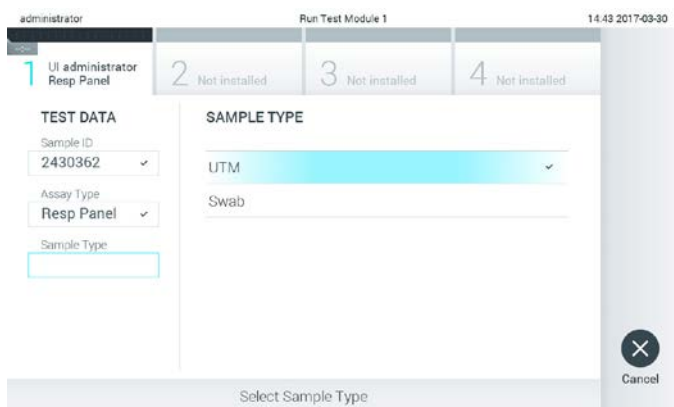 administrator Run Test Module 1 14:43 2017-03-30
1 UI administrator Resp Panel
2 Not installed
3 Not installed
4 Not installed
TEST DATA
Sample ID
2430362
Assay Type
Resp Panel
Sample Type
SAMPLE TYPE
UTM
Swab
Cancel
Select Sample Type